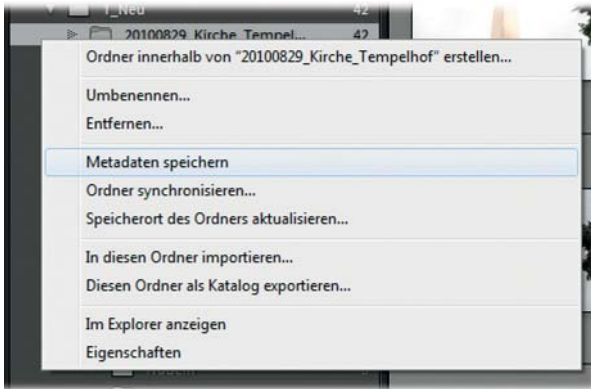 1_Neu 42
20100829_Kirche_Tempel... 42
Ordner innerhalb von "20100829_Kirche_Tempelhof" erstellen...
Umbenennen...
Entfernen...
Metadaten speichern
Ordner synchronisieren...
Speicherort des Ordners aktualisieren...
In diesen Ordner importieren...
Diesen Ordner als Katalog exportieren...
Im Explorer anzeigen
Eigenschaften